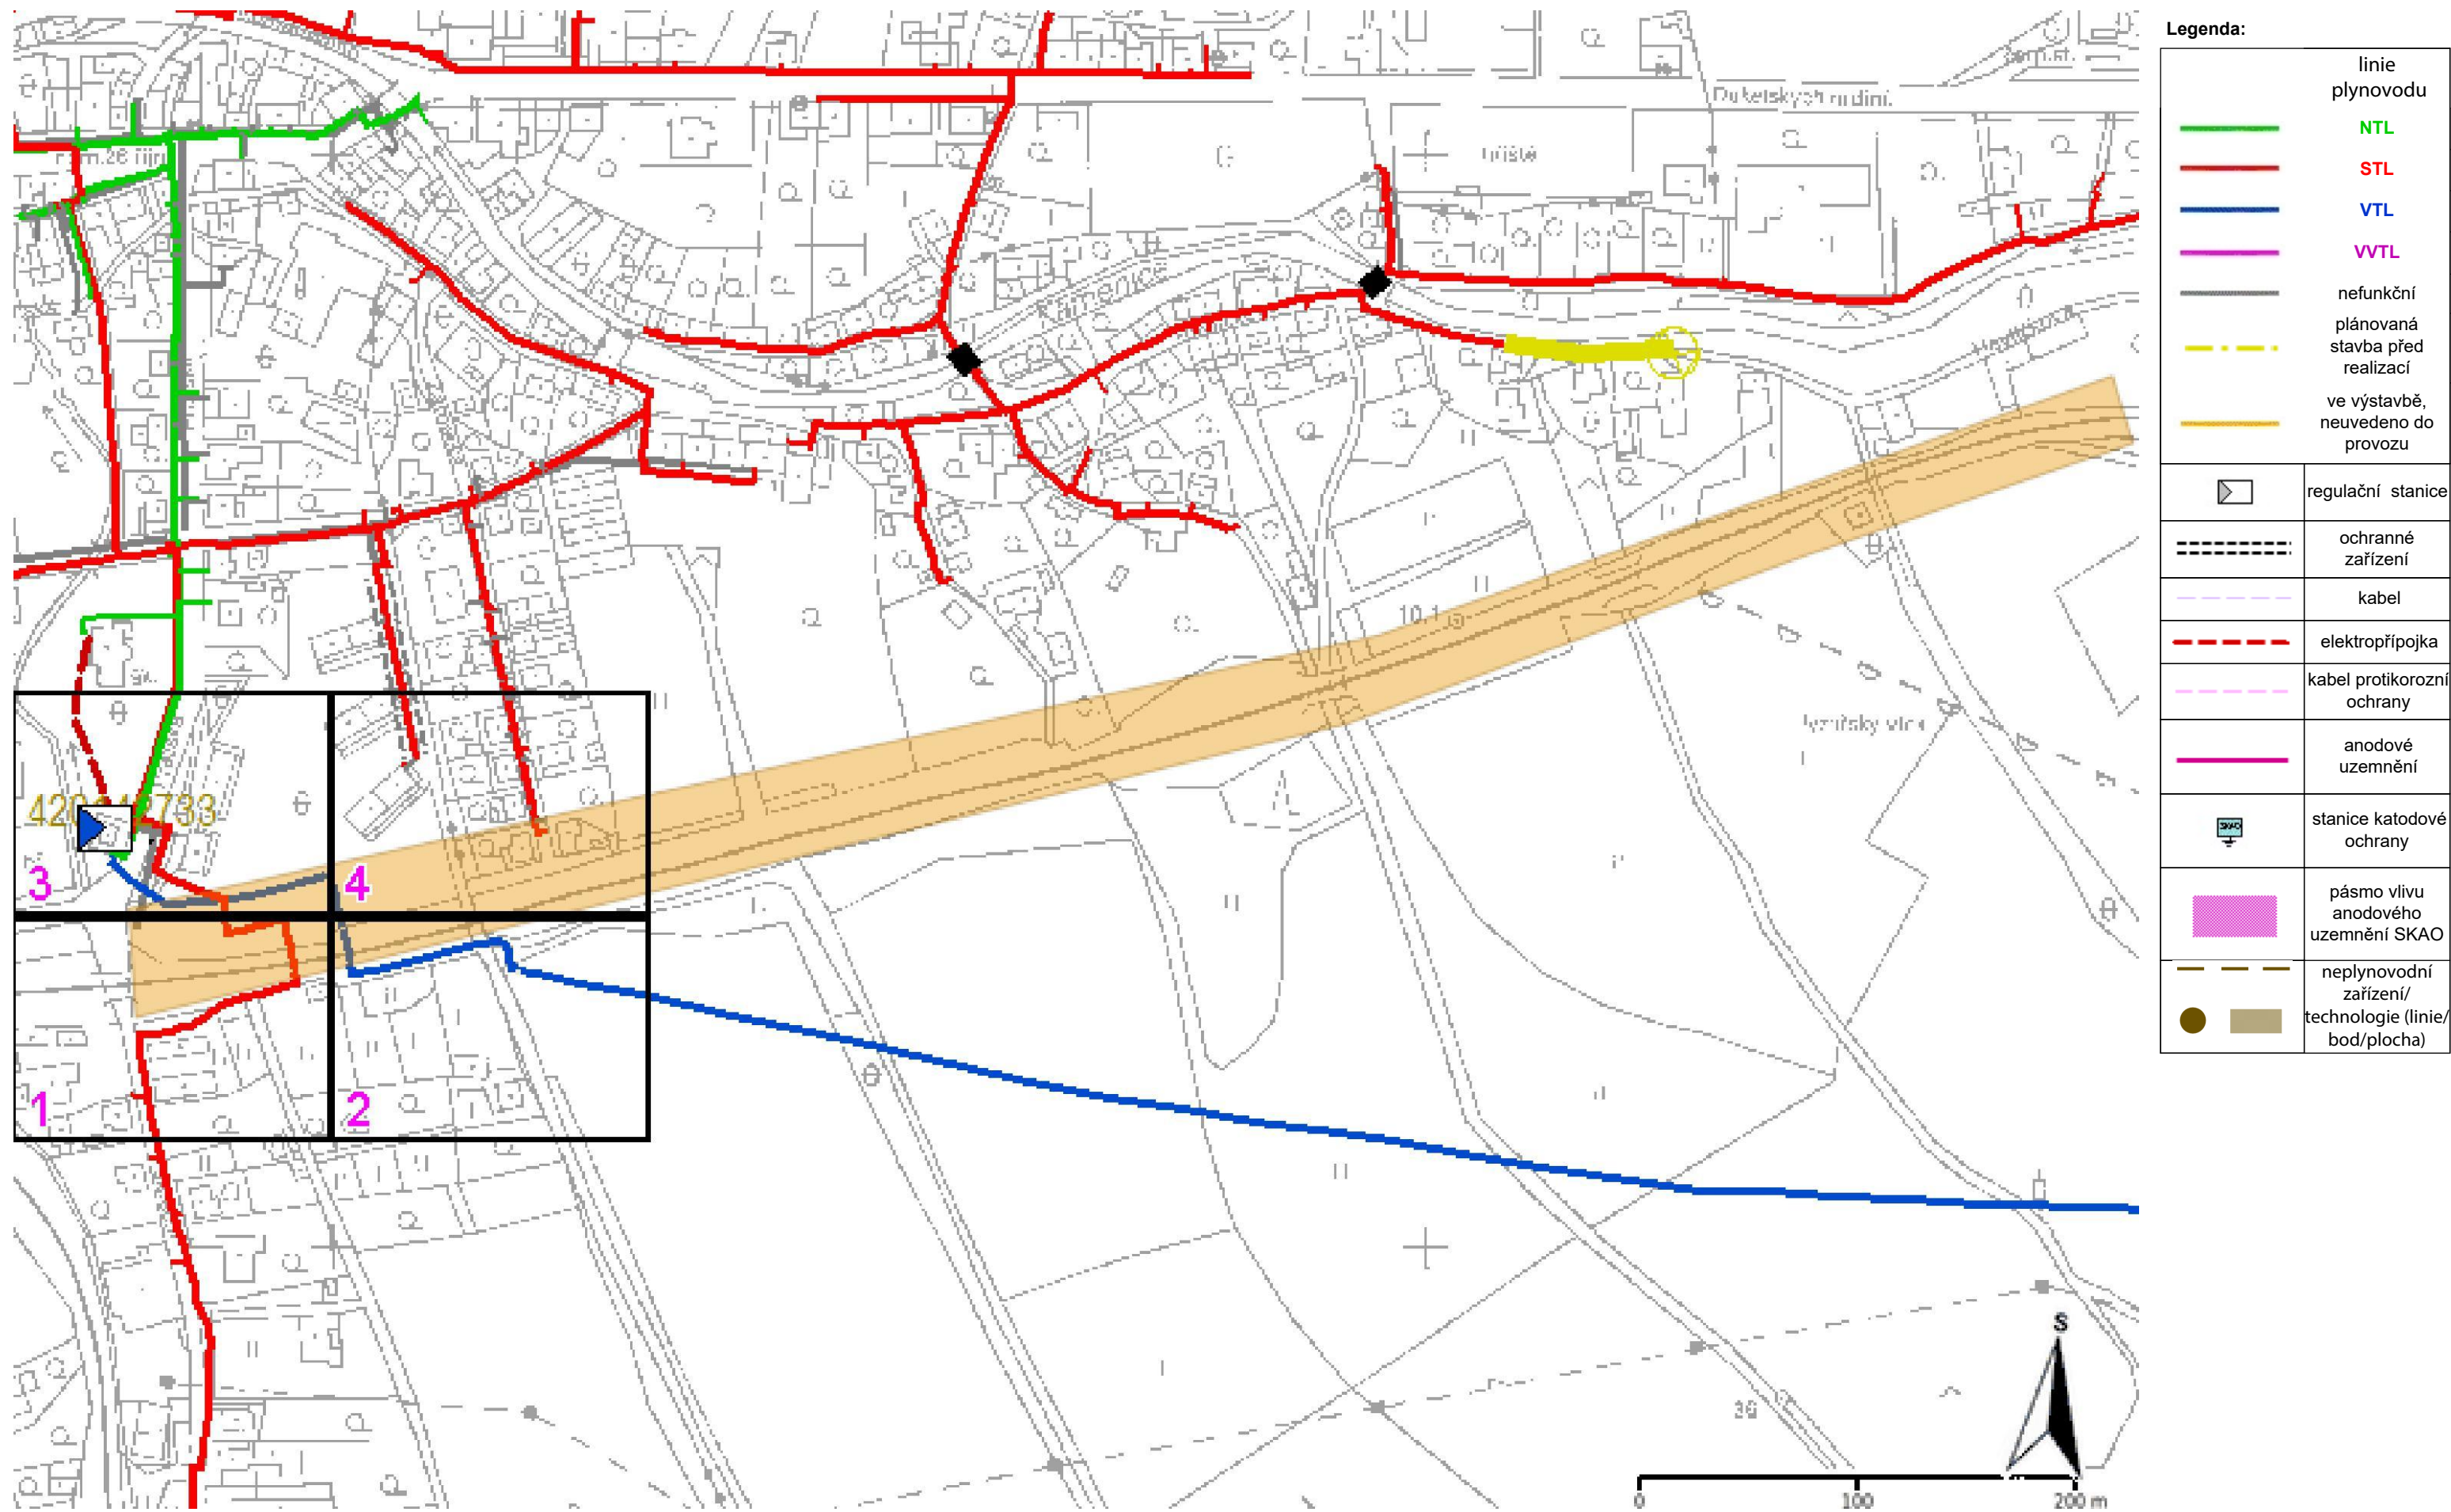 Legenda:
linie
plynovodu
NTL
STL
VTL
VVTL
nefunkční
plánovaná
stavba před
realizací
ve výstavbě,
neuvedeno do
provozu
regulační stanice
ochranné
zařízení
kabel
elektropřípojka
kabel protikorozní
ochrany
anodové
uzemnění
stanice katodové
ochrany
pásmo vlivu
anodového
uzemnění SKAO
neplynovodní
zařízení/
technologie (linie/
bod/plocha)
hřiště
3
4
1
2
S
0 100 200 m